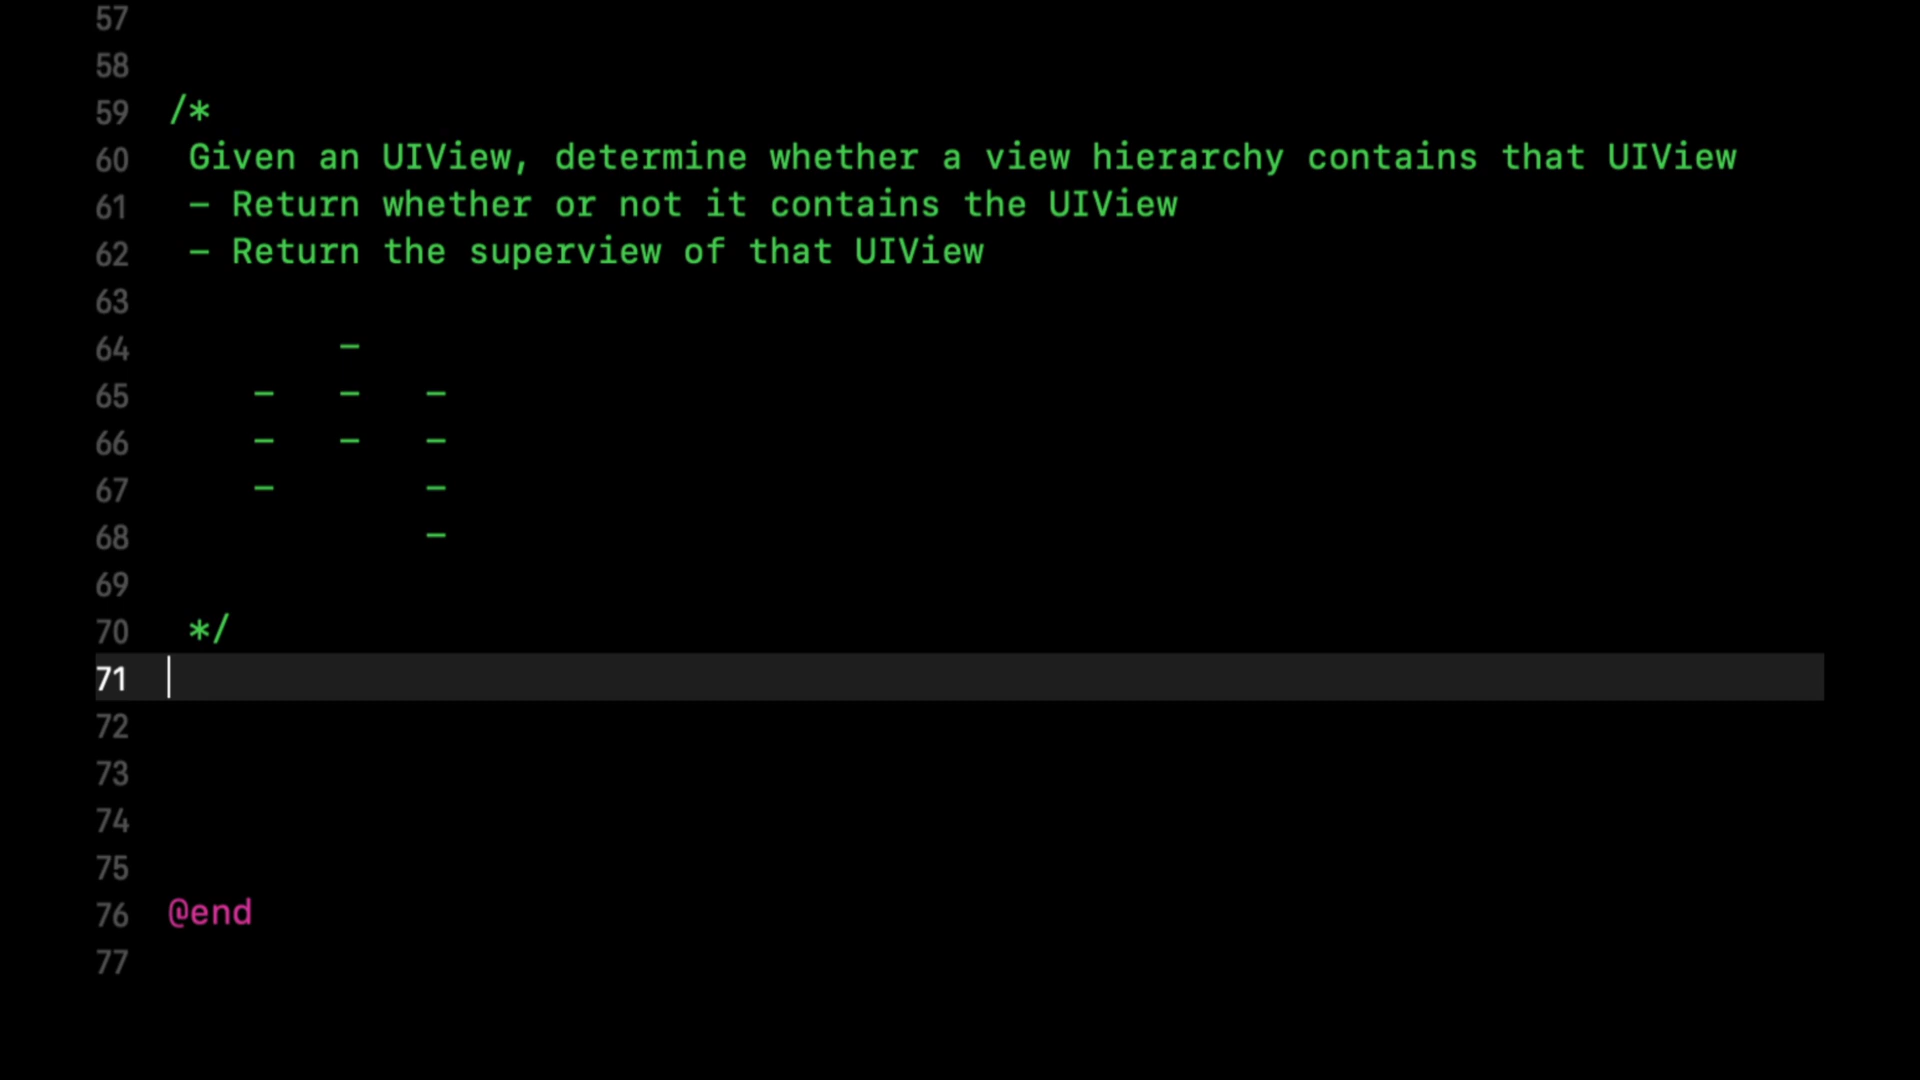 57
58
59 /*
60 Given an UIView, determine whether a view hierarchy contains that UIView
61 - Return whether or not it contains the UIView
62 - Return the superview of that UIView
63
64 -
65 - - -
66 - - -
67 - -
68 -
69
70 */
71
72
73
74
75
76 @end
77